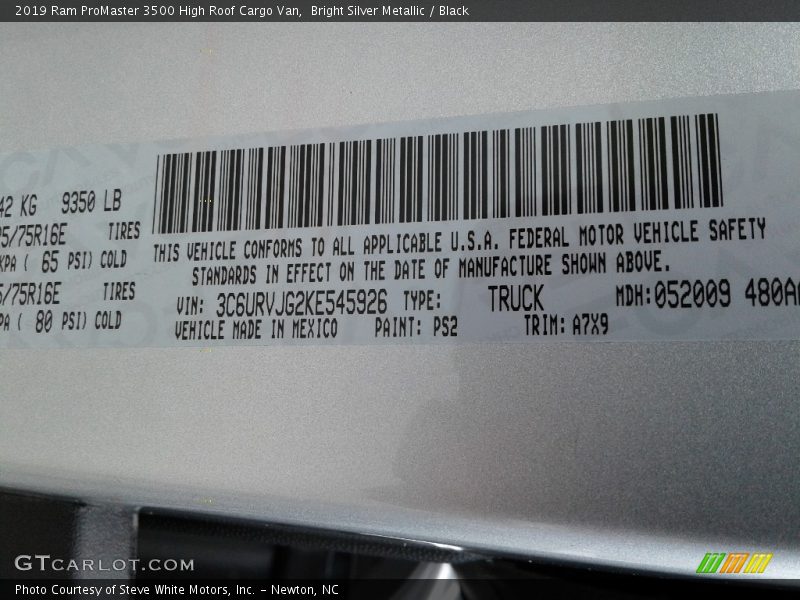 2019 Ram ProMaster 3500 High Roof Cargo Van, Bright Silver Metallic / Black
42 KG 9350 LB
5/75R16E TIRES
KPA ( 65 PSI) COLD
5/75R16E TIRES
PA ( 80 PSI) COLD
THIS VEHICLE CONFORMS TO ALL APPLICABLE U.S.A. FEDERAL MOTOR VEHICLE SAFETY
STANDARDS IN EFFECT ON THE DATE OF MANUFACTURE SHOWN ABOVE.
VIN: 3C6URVJG2KE545926 TYPE: TRUCK MDH:052009 480A
VEHICLE MADE IN MEXICO PAINT: PS2 TRIM: A7X9
GTCARLOT.COM
Photo Courtesy of Steve White Motors, Inc. – Newton, NC